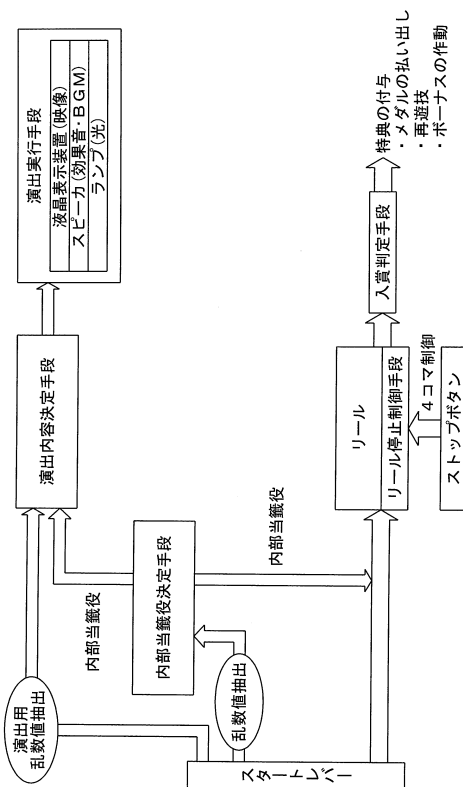 演出用
乱数値抽出
演出内容決定手段
演出実行手段
液晶表示装置(映像)
スピーカ(効果音・BGM)
ランプ(光)
内部当籤役
内部当籤役決定手段
内部当籤役
乱数値抽出
スタートレバー
リール
リール停止制御手段
4コマ制御
ストップボタン
入賞判定手段
特典の付与
・メダルの払い出し
・再遊技
・ボーナスの作動